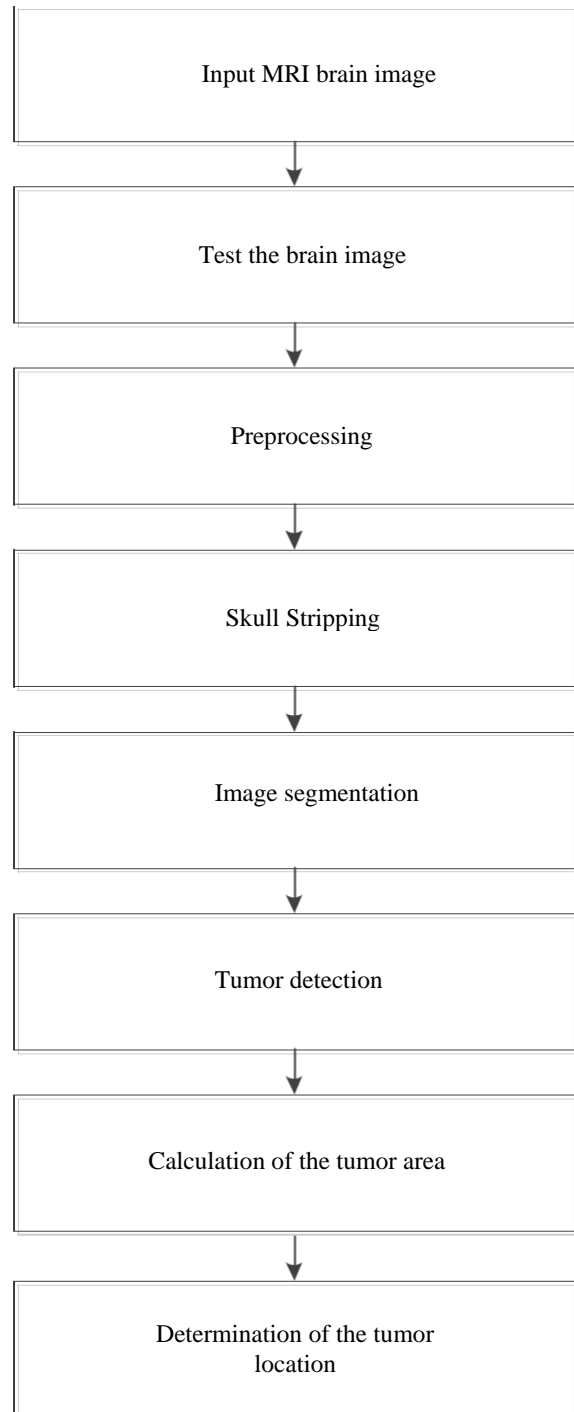 Input MRI brain image
Test the brain image
Preprocessing
Skull Stripping
Image segmentation
Tumor detection
Calculation of the tumor area
Determination of the tumor
location